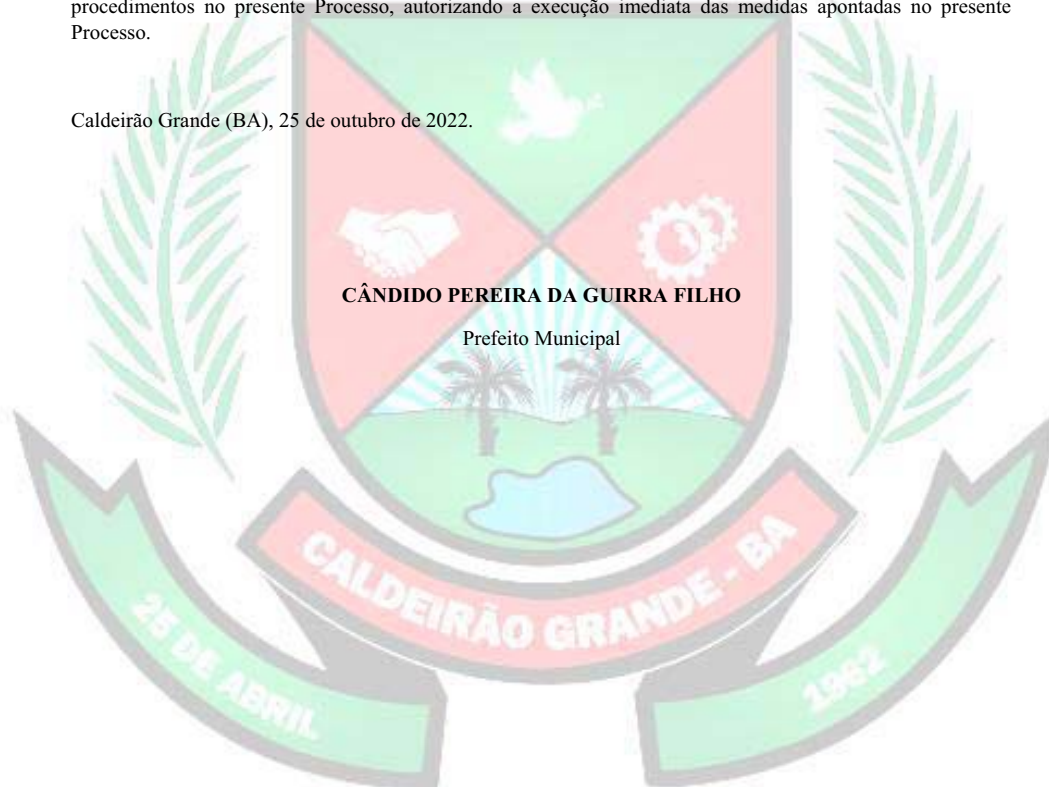 procedimentos no presente Processo, autorizando a execução imediata das medidas apontadas no presente
Processo.
Caldeirão Grande (BA), 25 de outubro de 2022.
CÂNDIDO PEREIRA DA GUIRRA FILHO
Prefeito Municipal
CALDEIRÃO GRANDE - BA
25 DE ABRIL
1962